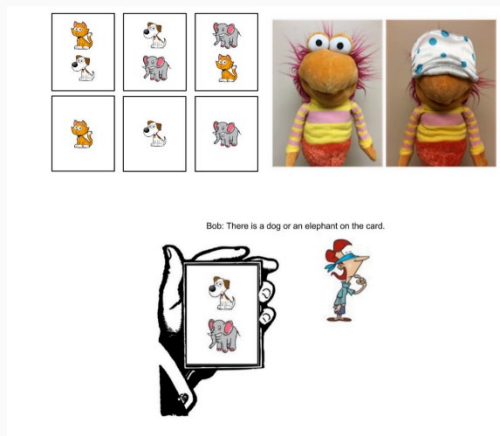 Bob: There is a dog or an elephant on the card.